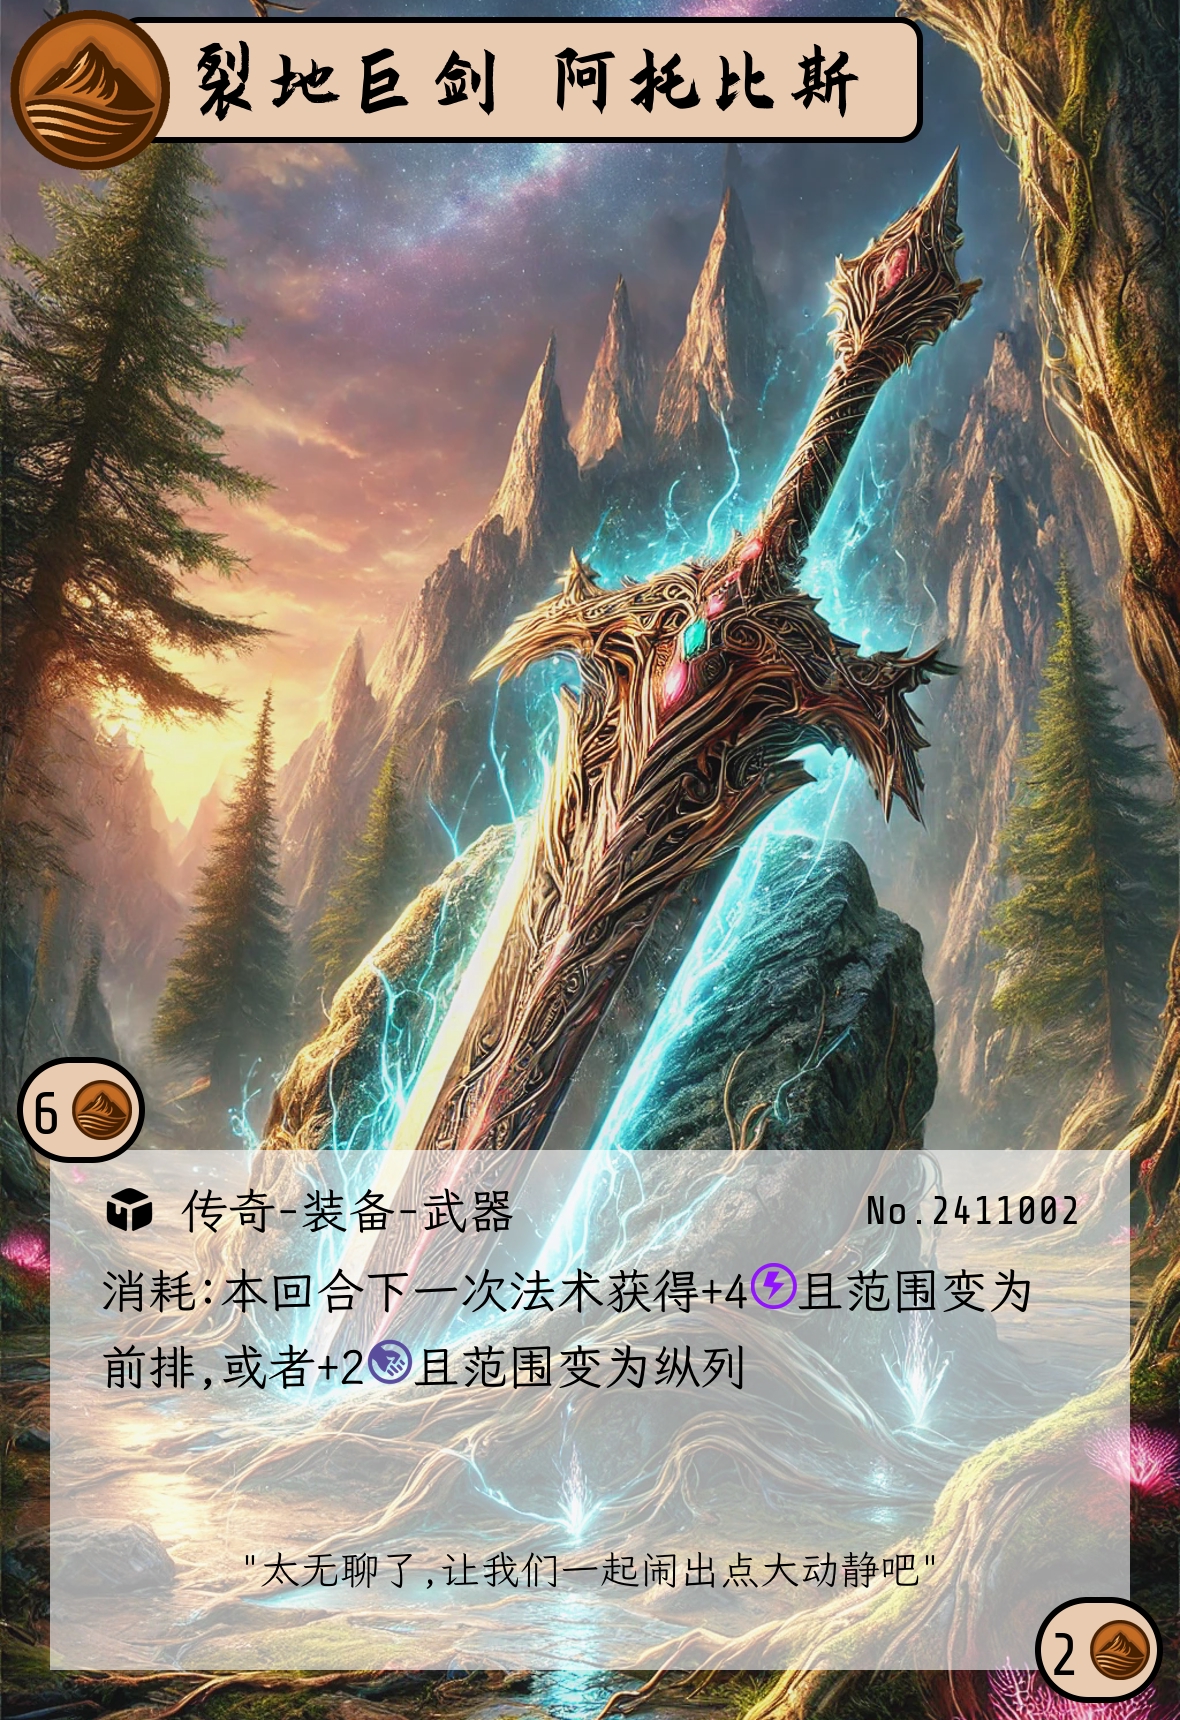 裂地巨剑 阿托比斯
6
传奇-装备-武器 No.2411002
消耗:本回合下一次法术获得+4且范围变为
前排,或者+2且范围变为纵列
"太无聊了,让我们一起闹出点大动静吧"
2